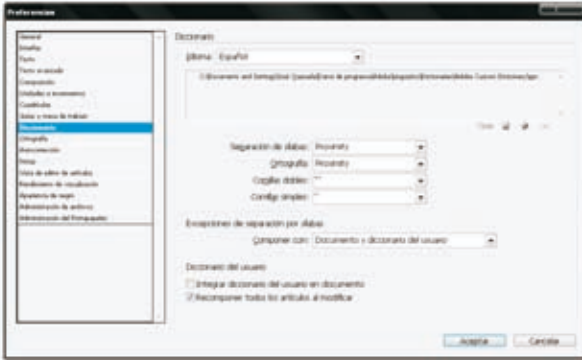 Preferencias
General
Interfaz
Texto
Texto avanzado
Composición
Unidades e incrementos
Cuadrículas
Guías y mesa de trabajo
Diccionario
Ortografía
Autocorrección
Notas
Vista de editor de artículos
Rendimiento de visualización
Apariencia de negro
Administración de archivos
Administración del Portapapeles
Diccionario
Idioma: Español
Separación de sílabas: Proximity
Ortografía: Proximity
Comillas dobles: ""
Comillas simples: "
Excepciones de separación por sílabas
Componer con: Documento y diccionario del usuario
Diccionario del usuario
Integrar diccionario del usuario en documento
Recomponer todos los artículos al modificar
Aceptar
Cancelar